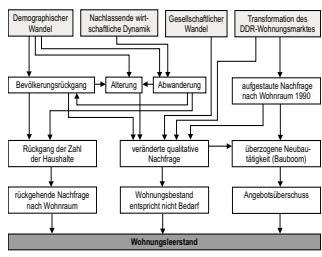 Demographischer
Wandel
Nachlassende wirt-
schaftliche Dynamik
Gesellschaftlicher
Wandel
Transformation des
DDR-Wohnungsmarktes
Bevölkerungsrückgang
Alterung
Abwanderung
aufgestaute Nachfrage
nach Wohnraum 1990
Rückgang der Zahl
der Haushalte
veränderte qualitative
Nachfrage
überzogene Neubau-
tätigkeit (Bauboom)
rückgehende Nachfrage
nach Wohnraum
Wohnungsbestand
entspricht nicht Bedarf
Angebotsüberschuss
Wohnungsleerstand